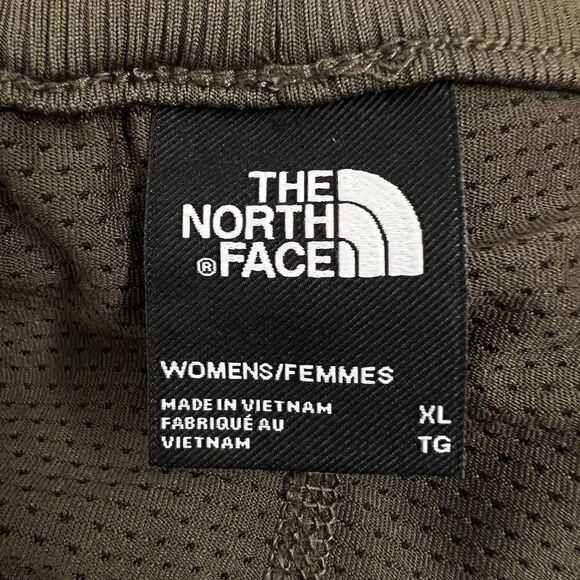 THE
NORTH
® FACE
WOMENS/FEMMES
MADE IN VIETNAM XL
FABRIQUÉ AU
VIETNAM TG